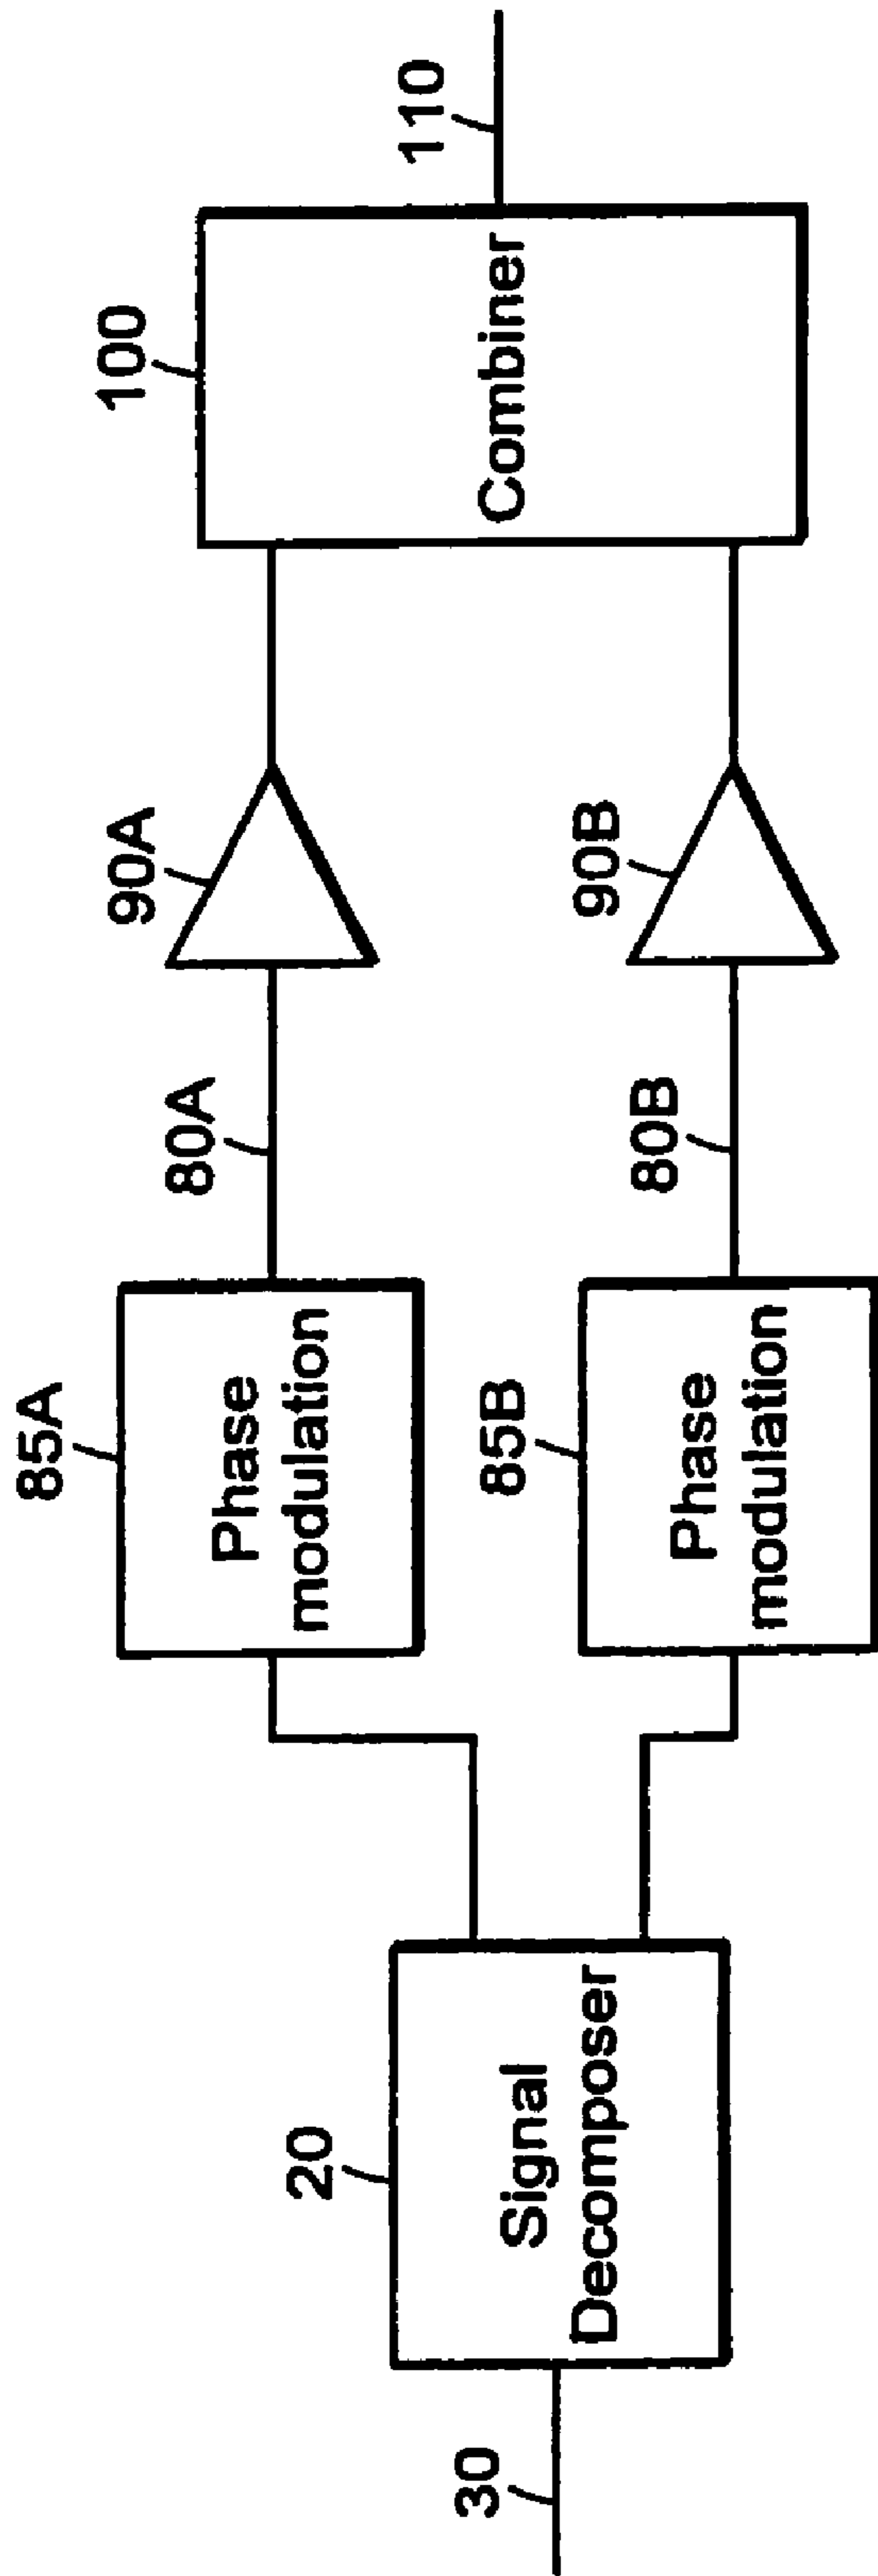 30
20
Signal
Decomposer
85A
Phase
modulation
85B
Phase
modulation
80A
80B
90A
90B
100
Combiner
110